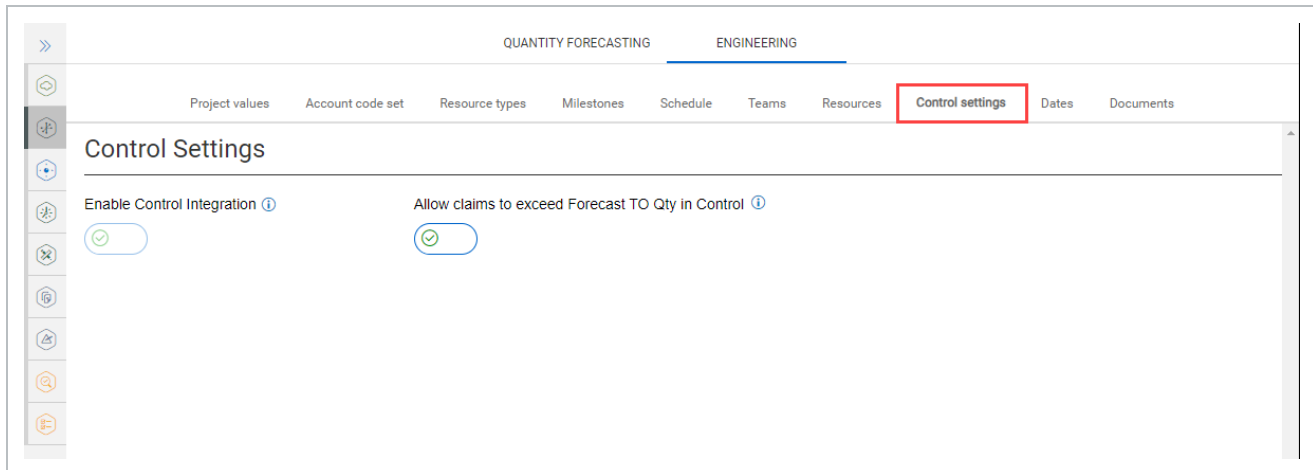 QUANTITY FORECASTING ENGINEERING
Project values Account code set Resource types Milestones Schedule Teams Resources Control settings Dates Documents
Control Settings
Enable Control Integration Allow claims to exceed Forecast TO Qty in Control